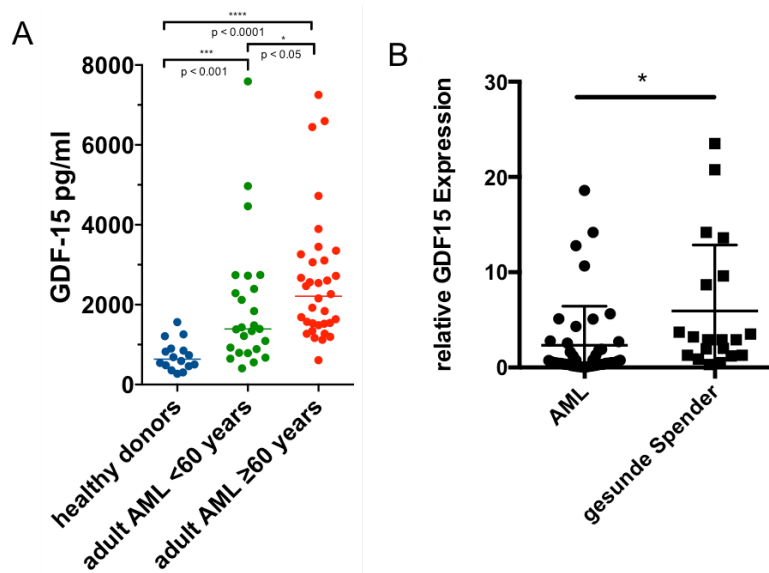 A
****
p < 0.0001
***
*
p < 0.001
p < 0.05
GDF-15 pg/ml
8000
6000
4000
2000
0
healthy donors
adult AML <60 years
adult AML ≥60 years
B
*
relative GDF15 Expression
30
20
10
0
AML
gesunde Spender